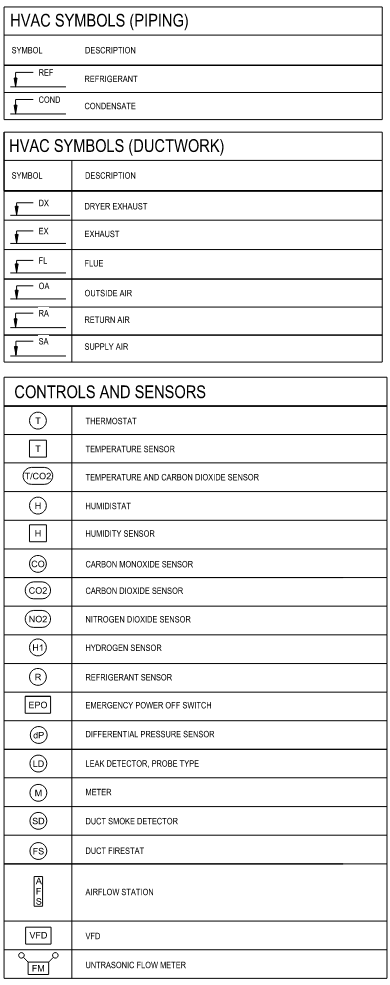 HVAC SYMBOLS (PIPING)
SYMBOL DESCRIPTION
REF REFRIGERANT
COND CONDENSATE
HVAC SYMBOLS (DUCTWORK)
SYMBOL DESCRIPTION
DX DRYER EXHAUST
EX EXHAUST
FL FLUE
OA OUTSIDE AIR
RA RETURN AIR
SA SUPPLY AIR
CONTROLS AND SENSORS
T THERMOSTAT
T TEMPERATURE SENSOR
T/CO2 TEMPERATURE AND CARBON DIOXIDE SENSOR
H HUMIDISTAT
H HUMIDITY SENSOR
CO CARBON MONOXIDE SENSOR
CO2 CARBON DIOXIDE SENSOR
NO2 NITROGEN DIOXIDE SENSOR
H1 HYDROGEN SENSOR
R REFRIGERANT SENSOR
EPO EMERGENCY POWER OFF SWITCH
dP DIFFERENTIAL PRESSURE SENSOR
LD LEAK DETECTOR, PROBE TYPE
M METER
SD DUCT SMOKE DETECTOR
FS DUCT FIRESTAT
AFS AIRFLOW STATION
VFD VFD
FM UNTRASONIC FLOW METER